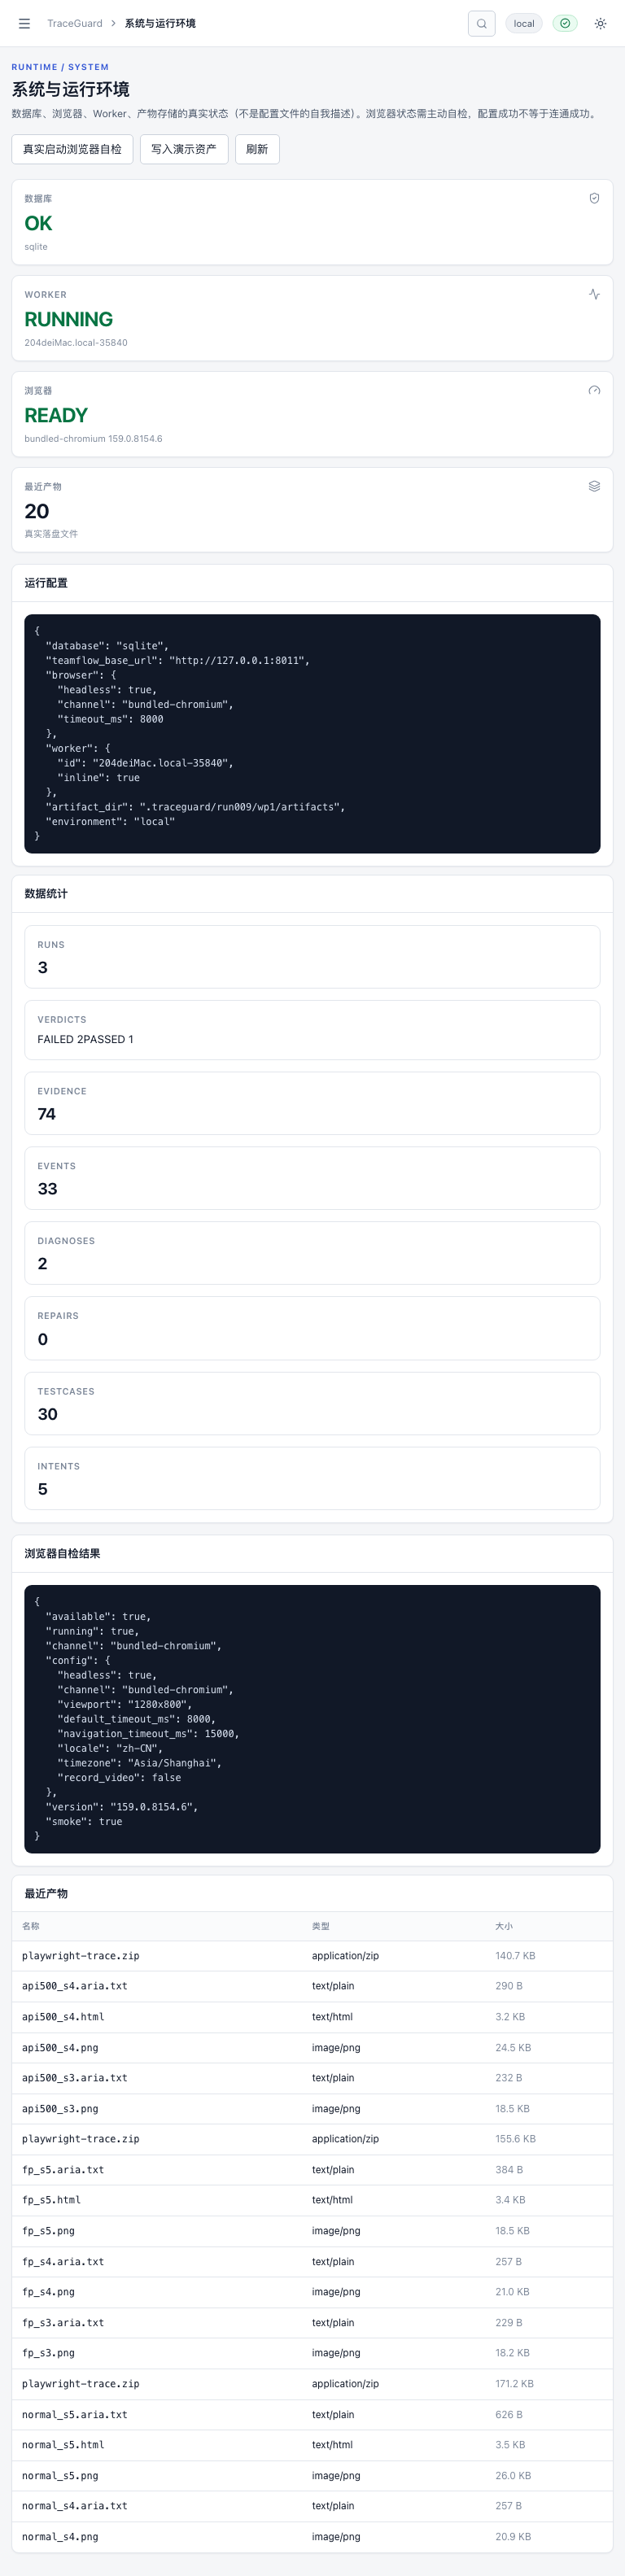 TraceGuard > 系统与运行环境
local
RUNTIME / SYSTEM
系统与运行环境
数据库、浏览器、Worker、产物存储的真实状态（不是配置文件的自我描述）。浏览器状态需主动自检，配置成功不等于连通成功。
真实启动浏览器自检 写入演示资产 刷新
数据库
OK
sqlite
WORKER
RUNNING
204deiMac.local-35840
浏览器
READY
bundled-chromium 159.0.8154.6
最近产物
20
真实落盘文件
运行配置
{
  "database": "sqlite",
  "teamflow_base_url": "http://127.0.0.1:8011",
  "browser": {
    "headless": true,
    "channel": "bundled-chromium",
    "timeout_ms": 8000
  },
  "worker": {
    "id": "204deiMac.local-35840",
    "inline": true
  },
  "artifact_dir": ".traceguard/run009/wp1/artifacts",
  "environment": "local"
}
数据统计
RUNS
3
VERDICTS
FAILED 2PASSED 1
EVIDENCE
74
EVENTS
33
DIAGNOSES
2
REPAIRS
0
TESTCASES
30
INTENTS
5
浏览器自检结果
{
  "available": true,
  "running": true,
  "channel": "bundled-chromium",
  "config": {
    "headless": true,
    "channel": "bundled-chromium",
    "viewport": "1280x800",
    "default_timeout_ms": 8000,
    "navigation_timeout_ms": 15000,
    "locale": "zh-CN",
    "timezone": "Asia/Shanghai",
    "record_video": false
  },
  "version": "159.0.8154.6",
  "smoke": true
}
最近产物
名称 类型 大小
playwright-trace.zip application/zip 140.7 KB
api500_s4.aria.txt text/plain 290 B
api500_s4.html text/html 3.2 KB
api500_s4.png image/png 24.5 KB
api500_s3.aria.txt text/plain 232 B
api500_s3.png image/png 18.5 KB
playwright-trace.zip application/zip 155.6 KB
fp_s5.aria.txt text/plain 384 B
fp_s5.html text/html 3.4 KB
fp_s5.png image/png 18.5 KB
fp_s4.aria.txt text/plain 257 B
fp_s4.png image/png 21.0 KB
fp_s3.aria.txt text/plain 229 B
fp_s3.png image/png 18.2 KB
playwright-trace.zip application/zip 171.2 KB
normal_s5.aria.txt text/plain 626 B
normal_s5.html text/html 3.5 KB
normal_s5.png image/png 26.0 KB
normal_s4.aria.txt text/plain 257 B
normal_s4.png image/png 20.9 KB